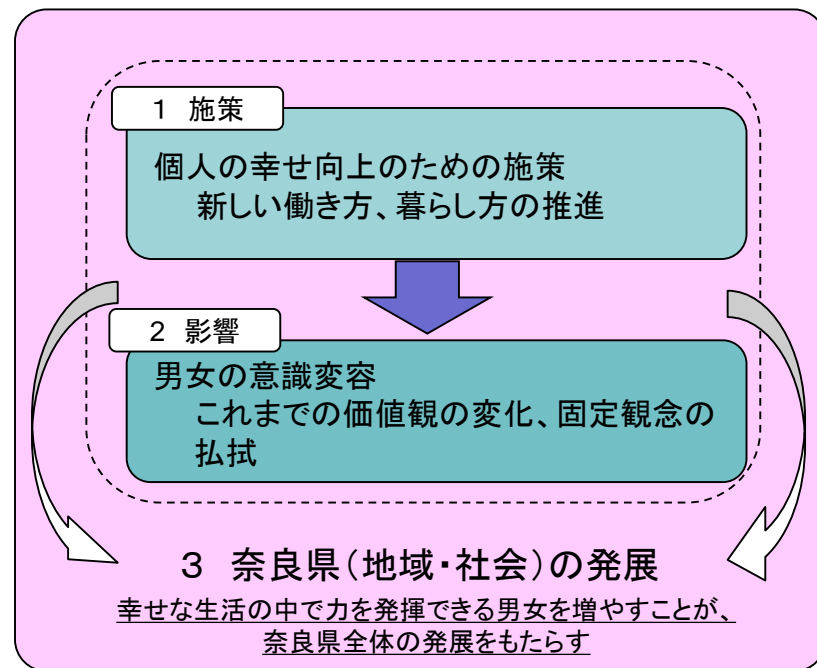 1 施策
個人の幸せ向上のための施策
新しい働き方、暮らし方の推進
2 影響
男女の意識変容
これまでの価値観の変化、固定観念の
払拭
3 奈良県(地域・社会)の発展
幸せな生活の中で力を発揮できる男女を増やすことが、
奈良県全体の発展をもたらす